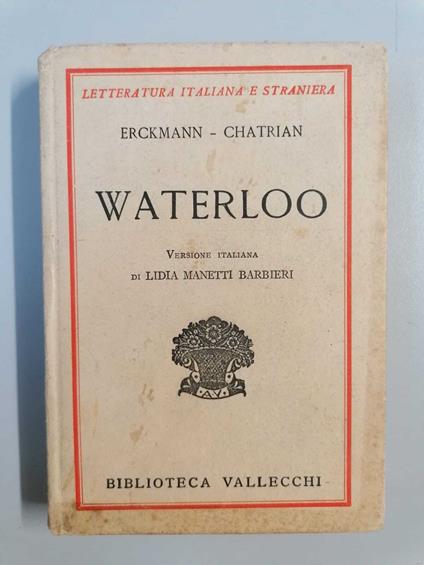 LETTERATURA ITALIANA E STRANIERA
ERCKMANN - CHATRIAN
WATERLOO
VERSIONE ITALIANA
DI LIDIA MANETTI BARBIERI
A.V.
BIBLIOTECA VALLECCHI